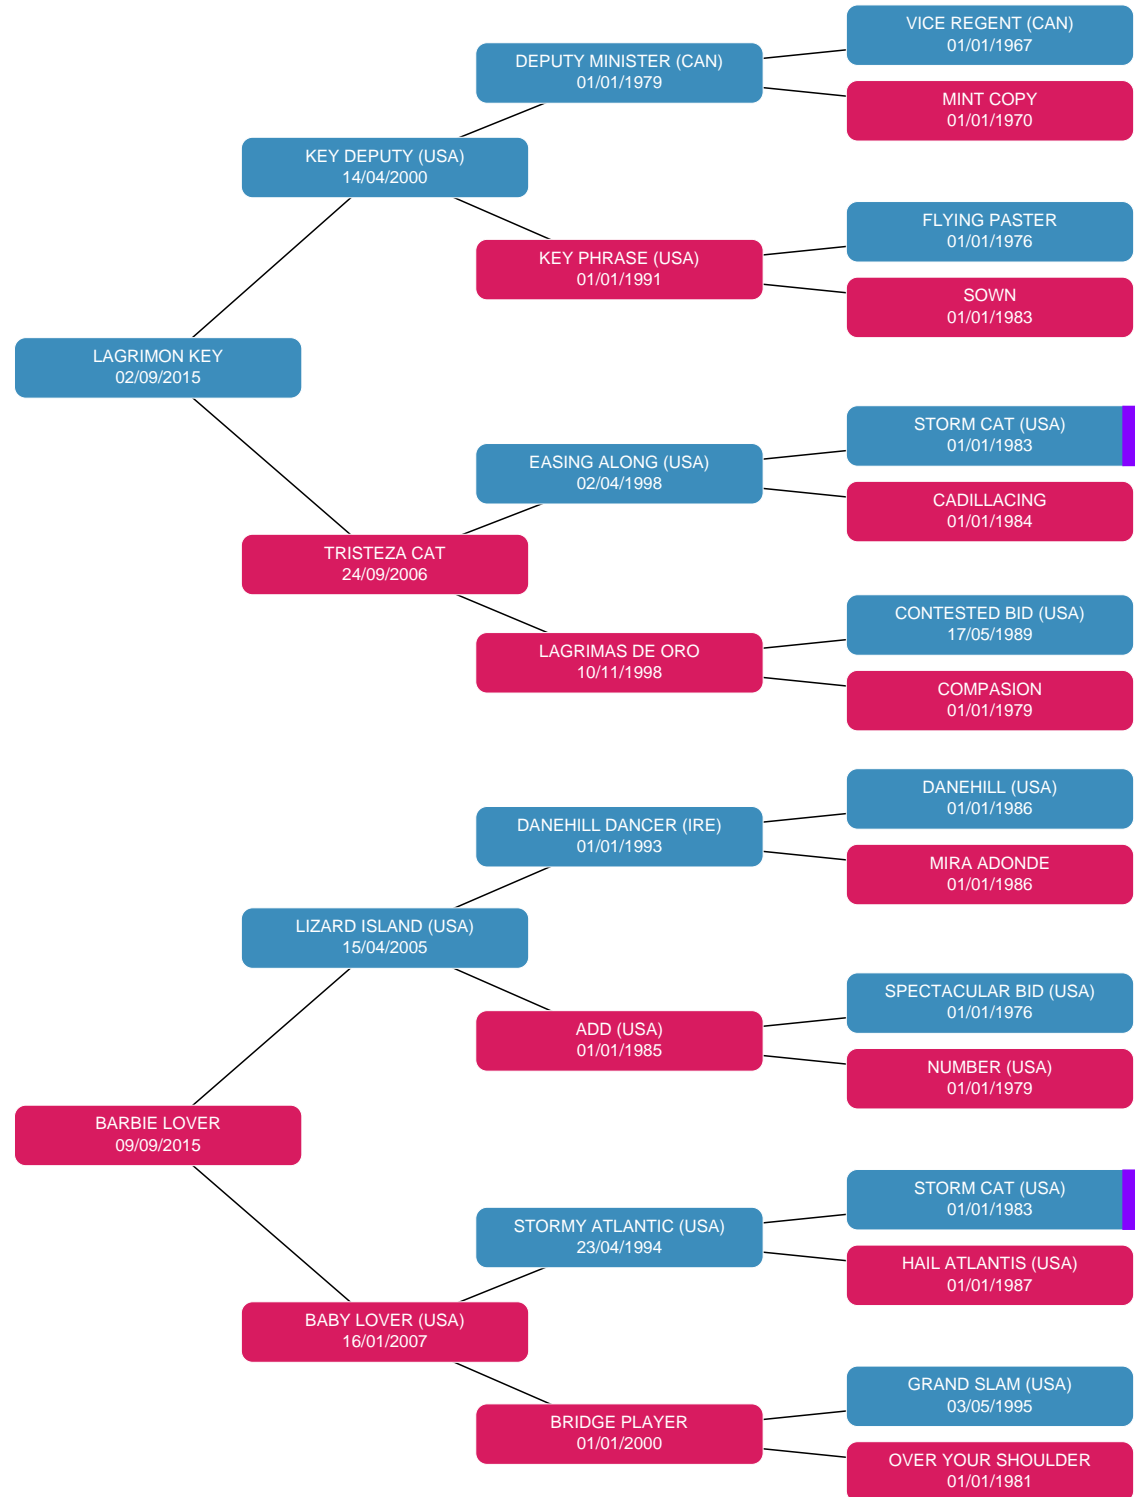 VICE REGENT (CAN)
01/01/1967
DEPUTY MINISTER (CAN)
01/01/1979
MINT COPY
01/01/1970
KEY DEPUTY (USA)
14/04/2000
FLYING PASTER
01/01/1976
KEY PHRASE (USA)
01/01/1991
SOWN
01/01/1983
LAGRIMON KEY
02/09/2015
STORM CAT (USA)
01/01/1983
EASING ALONG (USA)
02/04/1998
CADILLACING
01/01/1984
TRISTEZA CAT
24/09/2006
CONTESTED BID (USA)
17/05/1989
LAGRIMAS DE ORO
10/11/1998
COMPASION
01/01/1979
DANEHILL (USA)
01/01/1986
DANEHILL DANCER (IRE)
01/01/1993
MIRA ADONDE
01/01/1986
LIZARD ISLAND (USA)
15/04/2005
SPECTACULAR BID (USA)
01/01/1976
ADD (USA)
01/01/1985
NUMBER (USA)
01/01/1979
BARBIE LOVER
09/09/2015
STORM CAT (USA)
01/01/1983
STORMY ATLANTIC (USA)
23/04/1994
HAIL ATLANTIS (USA)
01/01/1987
BABY LOVER (USA)
16/01/2007
GRAND SLAM (USA)
03/05/1995
BRIDGE PLAYER
01/01/2000
OVER YOUR SHOULDER
01/01/1981